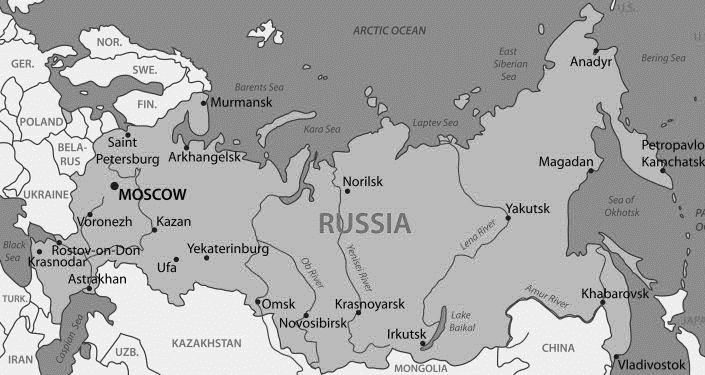 U.S.
ARCTIC OCEAN
NOR.
GER.
SWE.
East
Siberian
Sea
Anadyr
Bering Sea
Barents Sea
FIN.
Murmansk
POLAND
Kara Sea
Laptev Sea
Saint
Petersburg
BELA-
RUS
Arkhangelsk
Petropavlo
Kamchatsk
Magadan
Norilsk
UKRAINE
MOSCOW
Sea of
Okhotsk
Voronezh
Kazan
RUSSIA
Yakutsk
Lena River
Black
Sea
Rostov-on-Don
Krasnodar
Yekaterinburg
Ufa
Ob River
Yenisei River
Astrakhan
TURK.
Omsk
Krasnoyarsk
Amur River
Khabarovsk
Novosibirsk
Lake
Baikal
Irkutsk
Caspian Sea
KAZAKHSTAN
UZB.
IRAN
CHINA
MONGOLIA
Vladivostok